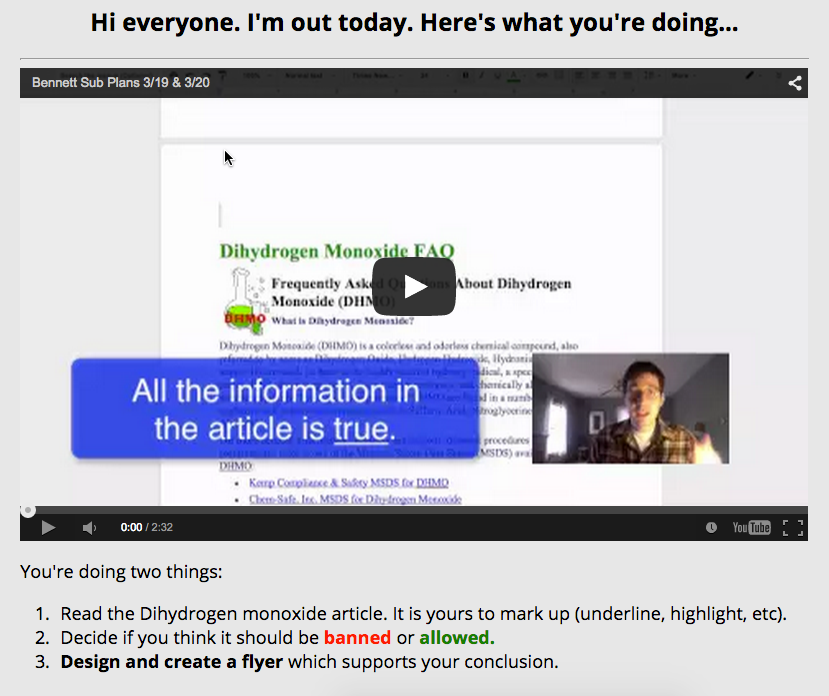 Hi everyone. I'm out today. Here's what you're doing...
Bennett Sub Plans 3/19 & 3/20
Dihydrogen Monoxide FAQ
Frequently Asked Questions About Dihydrogen
Monoxide (DHMO)
DHMO What is Dihydrogen Monoxide?
Dihydrogen Monoxide (DHMO) is a colorless and odorless chemical compound, also
All the information in
the article is true.
DHMO:
• Kemp Compliance & Safety MSDS for DHMO
• Chem-Safe, Inc. MSDS for Dihydrogen Monoxide
0:00 / 2:32
YouTube
You're doing two things:
1. Read the Dihydrogen monoxide article. It is yours to mark up (underline, highlight, etc).
2. Decide if you think it should be banned or allowed.
3. Design and create a flyer which supports your conclusion.